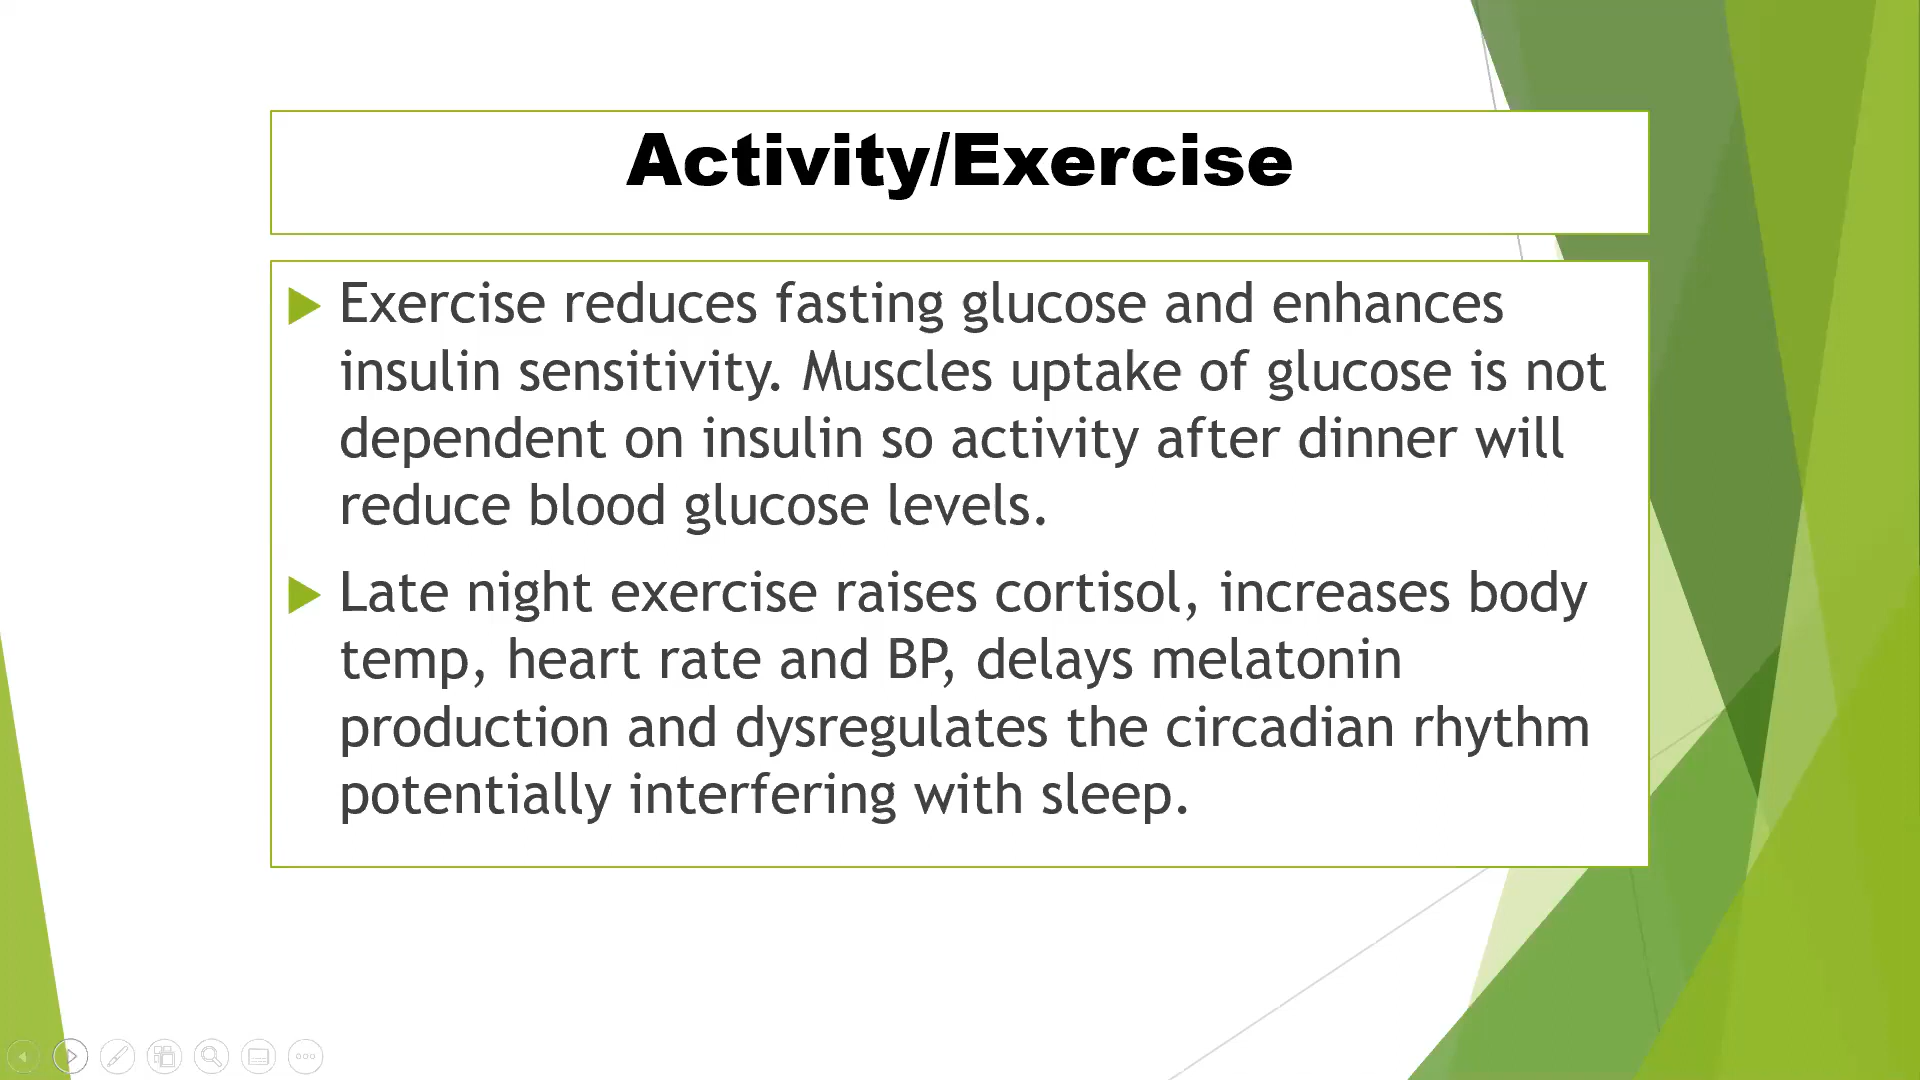 Activity/Exercise
Exercise reduces fasting glucose and enhances
insulin sensitivity. Muscles uptake of glucose is not
dependent on insulin so activity after dinner will
reduce blood glucose levels.
Late night exercise raises cortisol, increases body
temp, heart rate and BP, delays melatonin
production and dysregulates the circadian rhythm
potentially interfering with sleep.